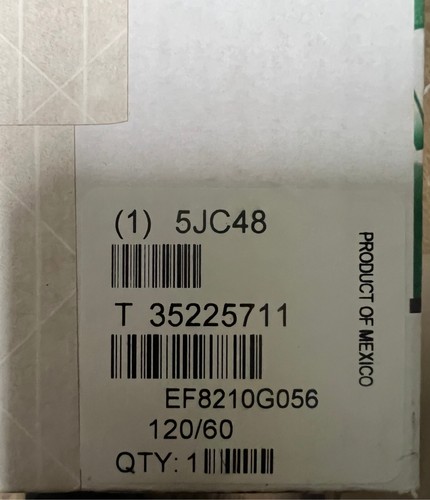 (1) 5JC48
T 35225711
EF8210G056
120/60
QTY: 1
PRODUCT OF MEXICO